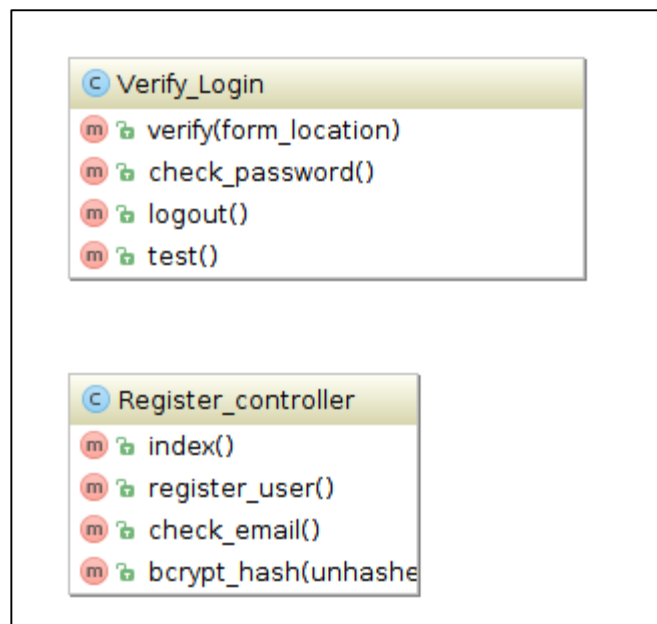 C Verify_Login
m verify(form_location)
m check_password()
m logout()
m test()
C Register_controller
m index()
m register_user()
m check_email()
m bcrypt_hash(unhashe